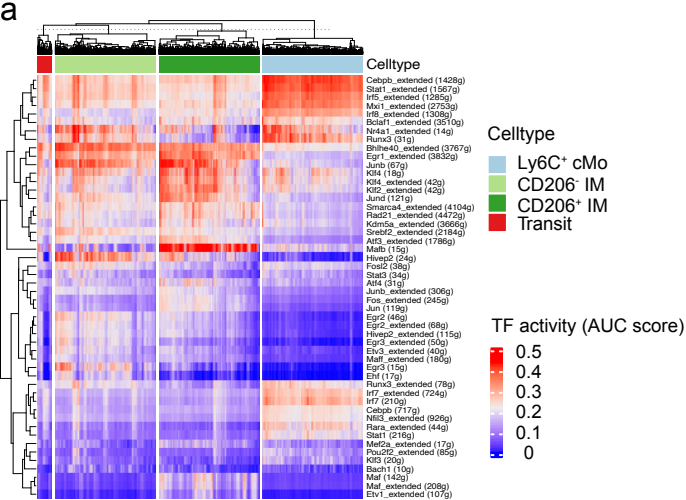 a
Celltype
Cebpb_extended (1428g)
Stat1_extended (1567g)
Irf5_extended (1285g)
Mxi1_extended (2753g)
Irf8_extended (1308g)
Bclaf1_extended (3510g)
Nr4a1_extended (14g)
Runx3_extended (31g)
Bhlhe40_extended (3767g)
Egr1_extended (3832g)
Junb (67g)
Klf4 (18g)
Klf4_extended (42g)
Klf2_extended (42g)
Jund (121g)
Smarca4_extended (4104g)
Rad21_extended (4472g)
Kdm5a_extended (3666g)
Srebf2_extended (2184g)
Atf3_extended (1786g)
Mafb (15g)
Hivep2 (24g)
Fosl2 (38g)
Stat3 (34g)
Atf4 (31g)
Junb_extended (306g)
Fos_extended (245g)
Jun (119g)
Egr2 (46g)
Egr2_extended (68g)
Hivep2_extended (115g)
Egr3_extended (50g)
Etv3_extended (40g)
Maff_extended (180g)
Egr3 (15g)
Ehf (17g)
Runx3_extended (78g)
Irf7_extended (724g)
Irf7 (210g)
Cebpb (717g)
Nfil3_extended (926g)
Rara_extended (44g)
Stat1 (216g)
Mef2a_extended (17g)
Pou2f2_extended (85g)
Klf3 (20g)
Bach1 (10g)
Maf (142g)
Maf_extended (208g)
Etv1_extended (107g)
Celltype
Ly6C⁺ cMo
CD206⁻ IM
CD206⁺ IM
Transit
TF activity (AUC score)
0.5
0.4
0.3
0.2
0.1
0